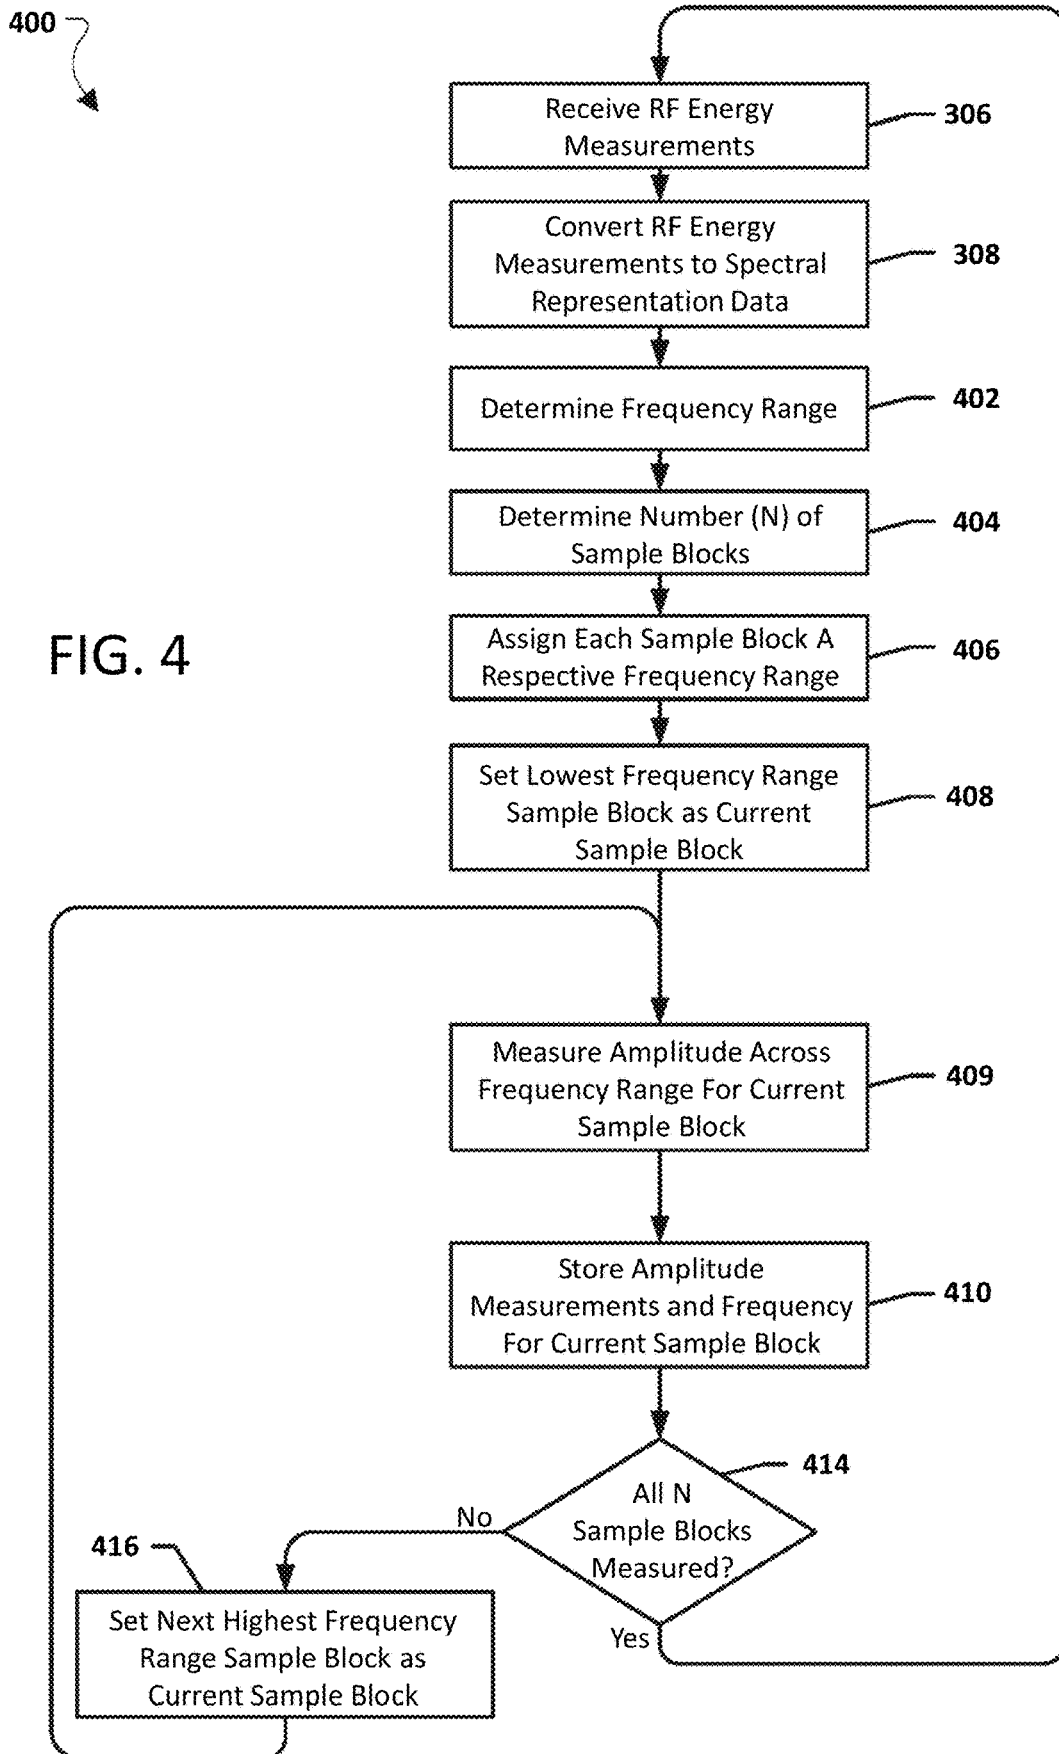 400
Receive RF Energy
Measurements
306
Convert RF Energy
Measurements to Spectral
Representation Data
308
Determine Frequency Range
402
Determine Number (N) of
Sample Blocks
404
FIG. 4
Assign Each Sample Block A
Respective Frequency Range
406
Set Lowest Frequency Range
Sample Block as Current
Sample Block
408
Measure Amplitude Across
Frequency Range For Current
Sample Block
409
Store Amplitude
Measurements and Frequency
For Current Sample Block
410
All N
Sample Blocks
Measured?
414
No
Yes
416
Set Next Highest Frequency
Range Sample Block as
Current Sample Block